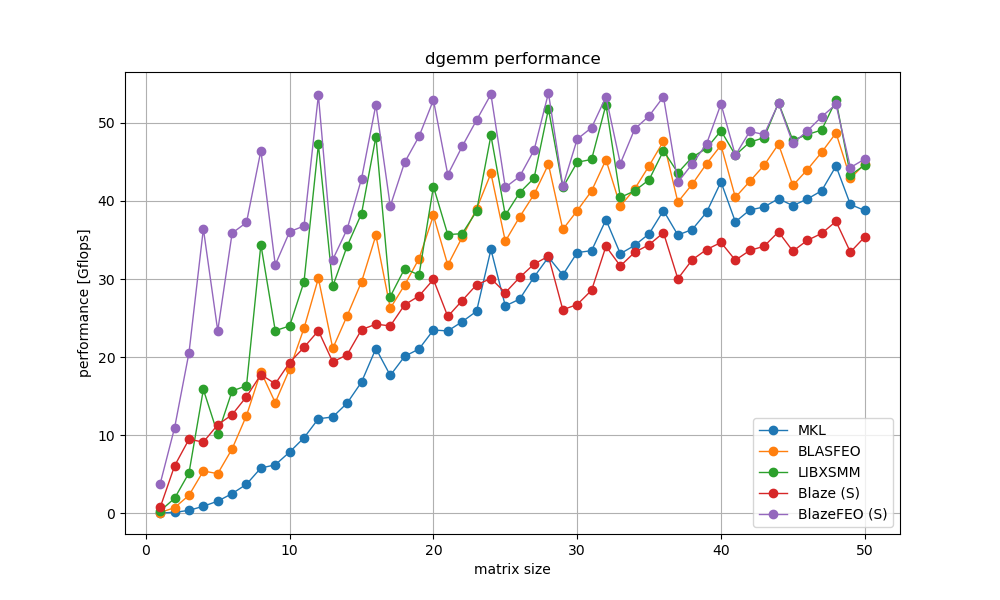 dgemm performance
performance [Gflops]
50
40
30
20
10
0
0 10 20 30 40 50
matrix size
MKL
BLASFEO
LIBXSMM
Blaze (S)
BlazeFEO (S)